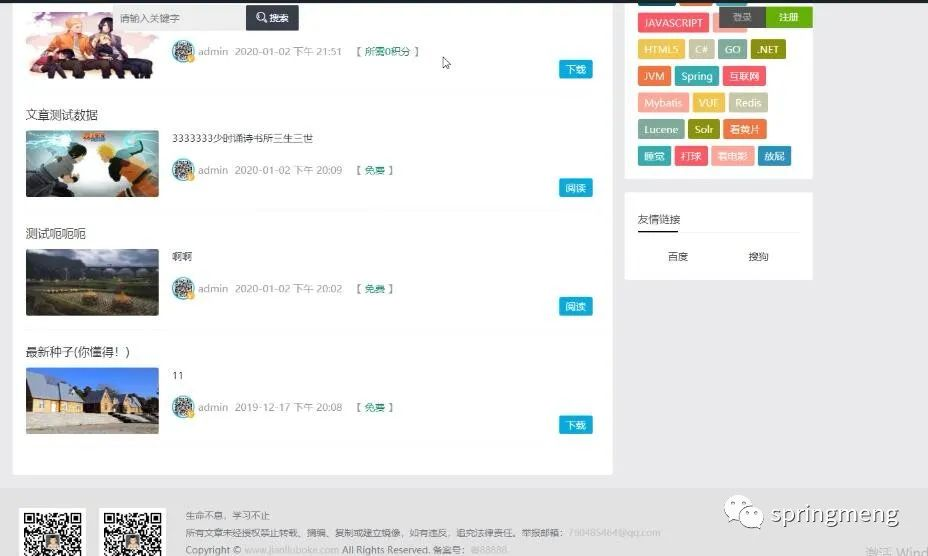 请输入关键字
搜索
登录
注册
admin 2020-01-02 下午 21:51 【 所需0积分 】
下载
文章测试数据
3333333少时诵诗书所三生三世
admin 2020-01-02 下午 20:09 【 免费 】
阅读
测试呃呃呃
啊啊
admin 2020-01-02 下午 20:02 【 免费 】
阅读
最新种子(你懂得！)
11
admin 2019-12-17 下午 20:08 【 免费 】
下载
JAVASCRIPT
HTML5 C# GO .NET
JVM Spring 互联网
Mybatis VUE Redis
Lucene Solr 看黄片
睡觉 打球 看电影 放屁
友情链接
百度 搜狗
生命不息，学习不止
所有文章未经授权禁止转载、摘编、复制或建立镜像，如有违反，追究法律责任。举报邮箱：790485464@qq.com
Copyright © www.jianliuboke.com All Rights Reserved. 备案号：
springmeng
激活 Wind